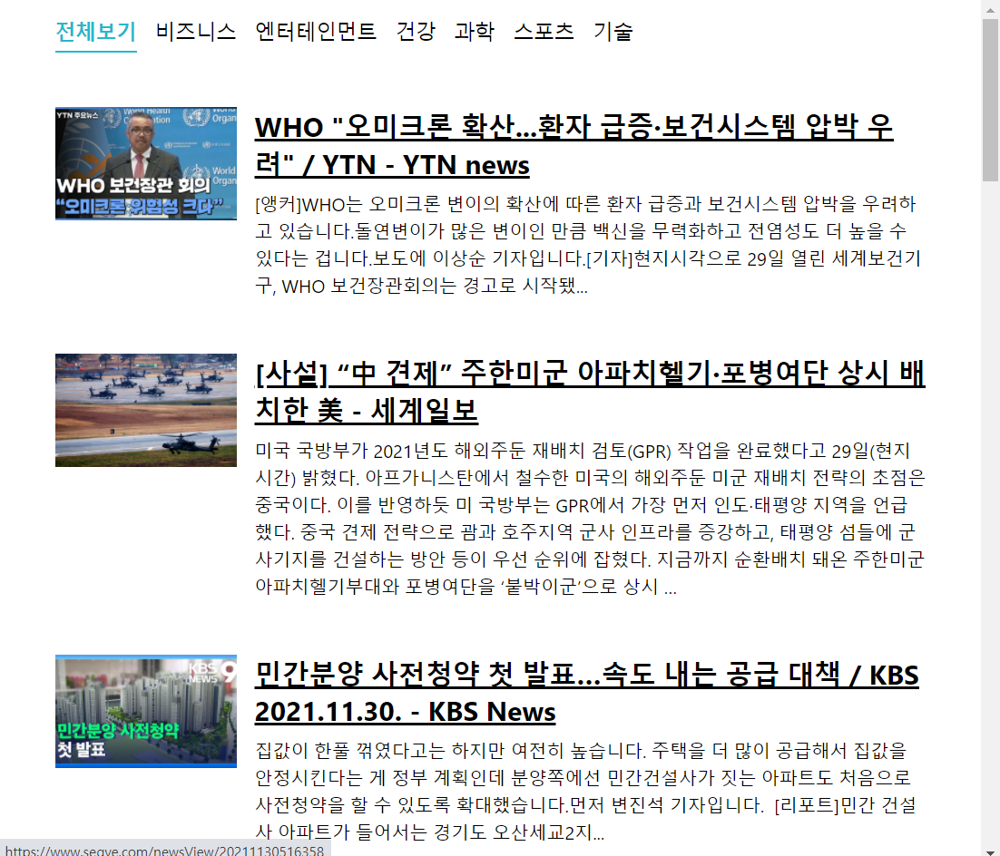 전체보기 비즈니스 엔터테인먼트 건강 과학 스포츠 기술
YTN 주요뉴스
WHO 보건장관 회의
“오미크론 위험성 크다”
WHO "오미크론 확산...환자 급증·보건시스템 압박 우
려" / YTN - YTN news
[앵커]WHO는 오미크론 변이의 확산에 따른 환자 급증과 보건시스템 압박을 우려하
고 있습니다.돌연변이가 많은 변이인 만큼 백신을 무력화하고 전염성도 더 높을 수
있다는 겁니다.보도에 이상순 기자입니다.[기자]현지시각으로 29일 열린 세계보건기
구, WHO 보건장관회의는 경고로 시작됐...
[사설] “中 견제” 주한미군 아파치헬기·포병여단 상시 배
치한 美 - 세계일보
미국 국방부가 2021년도 해외주둔 재배치 검토(GPR) 작업을 완료했다고 29일(현지
시간) 밝혔다. 아프가니스탄에서 철수한 미국의 해외주둔 미군 재배치 전략의 초점은
중국이다. 이를 반영하듯 미 국방부는 GPR에서 가장 먼저 인도·태평양 지역을 언급
했다. 중국 견제 전략으로 괌과 호주지역 군사 인프라를 증강하고, 태평양 섬들에 군
사기지를 건설하는 방안 등이 우선 순위에 잡혔다. 지금까지 순환배치 돼온 주한미군
아파치헬기부대와 포병여단을 ‘붙박이군’으로 상시 ...
KBS 9
NEWS
민간분양 사전청약
첫 발표
민간분양 사전청약 첫 발표…속도 내는 공급 대책 / KBS
2021.11.30. - KBS News
집값이 한풀 꺾였다고는 하지만 여전히 높습니다. 주택을 더 많이 공급해서 집값을
안정시킨다는 게 정부 계획인데 분양쪽에선 민간건설사가 짓는 아파트도 처음으로
사전청약을 할 수 있도록 확대했습니다.먼저 변진석 기자입니다. [리포트]민간 건설
사 아파트가 들어서는 경기도 오산세교2지...
https://www.seqve.com/newsView/20211130516358